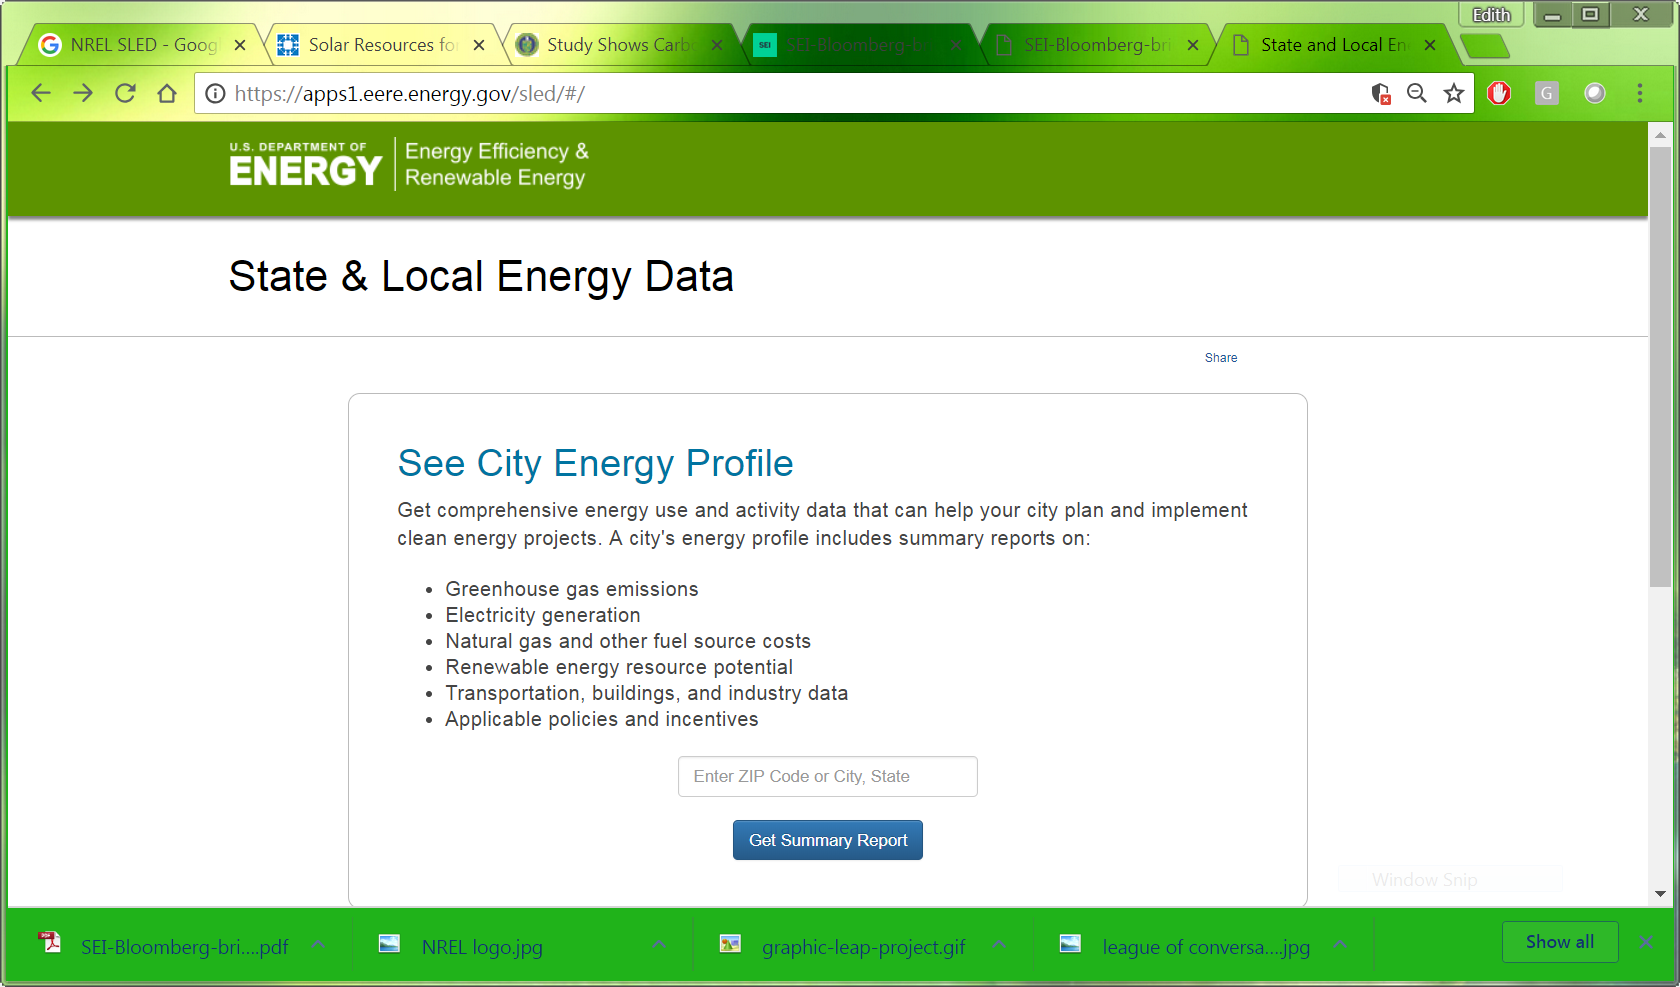 Edith
NREL SLED - Goog
Solar Resources fo
Study Shows Carb
SEI
SEI-Bloomberg-
SEI-Bloomberg-bri
State and Local En
https://apps1.eere.energy.gov/sled/#/
G
U.S. DEPARTMENT OF
ENERGY
Energy Efficiency &
Renewable Energy
State & Local Energy Data
Share
See City Energy Profile
Get comprehensive energy use and activity data that can help your city plan and implement
clean energy projects. A city's energy profile includes summary reports on:
• Greenhouse gas emissions
• Electricity generation
• Natural gas and other fuel source costs
• Renewable energy resource potential
• Transportation, buildings, and industry data
• Applicable policies and incentives
Enter ZIP Code or City, State
Get Summary Report
Window Snip
SEI-Bloomberg-bri....pdf
NREL logo.jpg
graphic-leap-project.gif
league of conversa....jpg
Show all